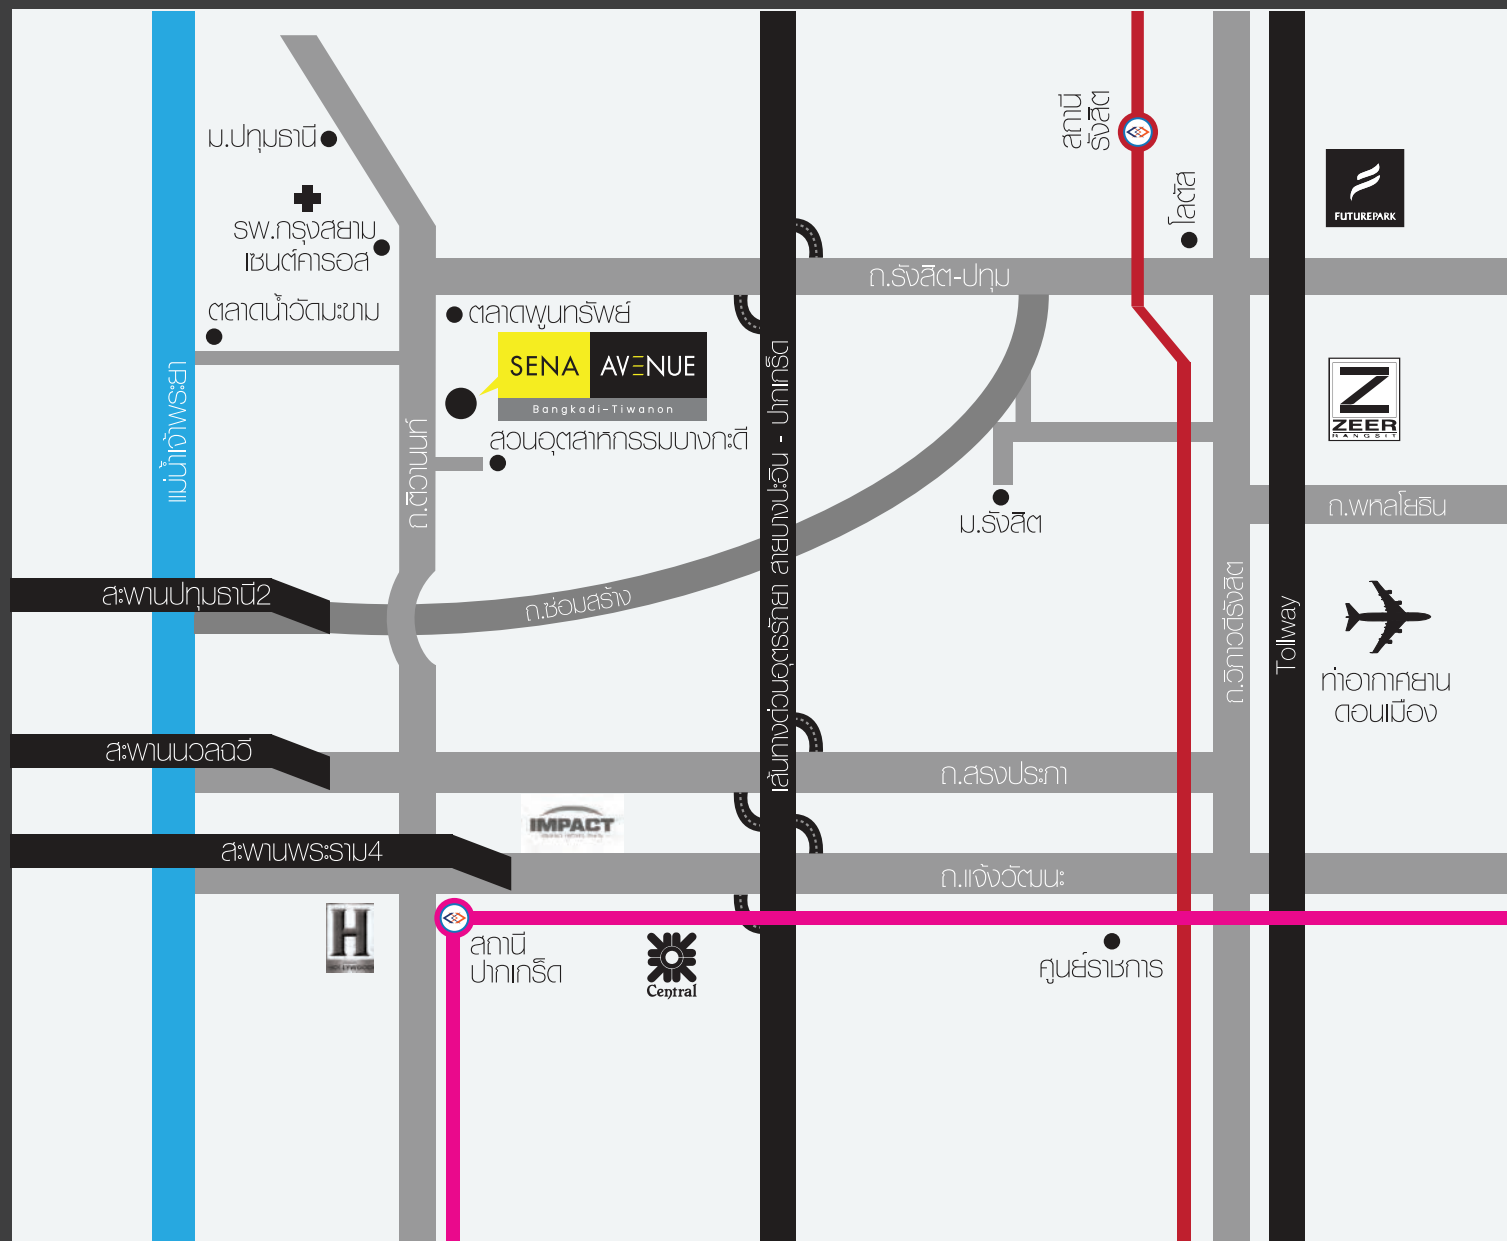 สถานี
รังสิต
ม.ปทุมธานี
โลตัส
FUTUREPARK
รพ.กรุงสยาม
เซนต์คารอส
ถ.รังสิต-ปทุม
ตลาดน้ำวัดมะขาม
ตลาดพูนทรัพย์
SENA AVENUE
Bangkadi-Tiwanon
แม่น้ำเจ้าพระยา
ถ.ติวานนท์
สวนอุตสาหกรรมบางกะดี
เส้นทางด่วนอุดรรัถยา สายบางปะอิน - ปากเกร็ด
Z
ZEER
RANGSIT
ม.รังสิต
ถ.พหลโยธิน
สะพานปทุมธานี2
ถ.ซ่อมสร้าง
ถ.วิภาวดีรังสิต
Tollway
ท่าอากาศยาน
ดอนเมือง
สะพานนวลฉวี
ถ.สรงประภา
IMPACT
สะพานพระราม4
ถ.แจ้งวัฒนะ
H
สถานี
ปากเกร็ด
Central
ศูนย์ราชการ